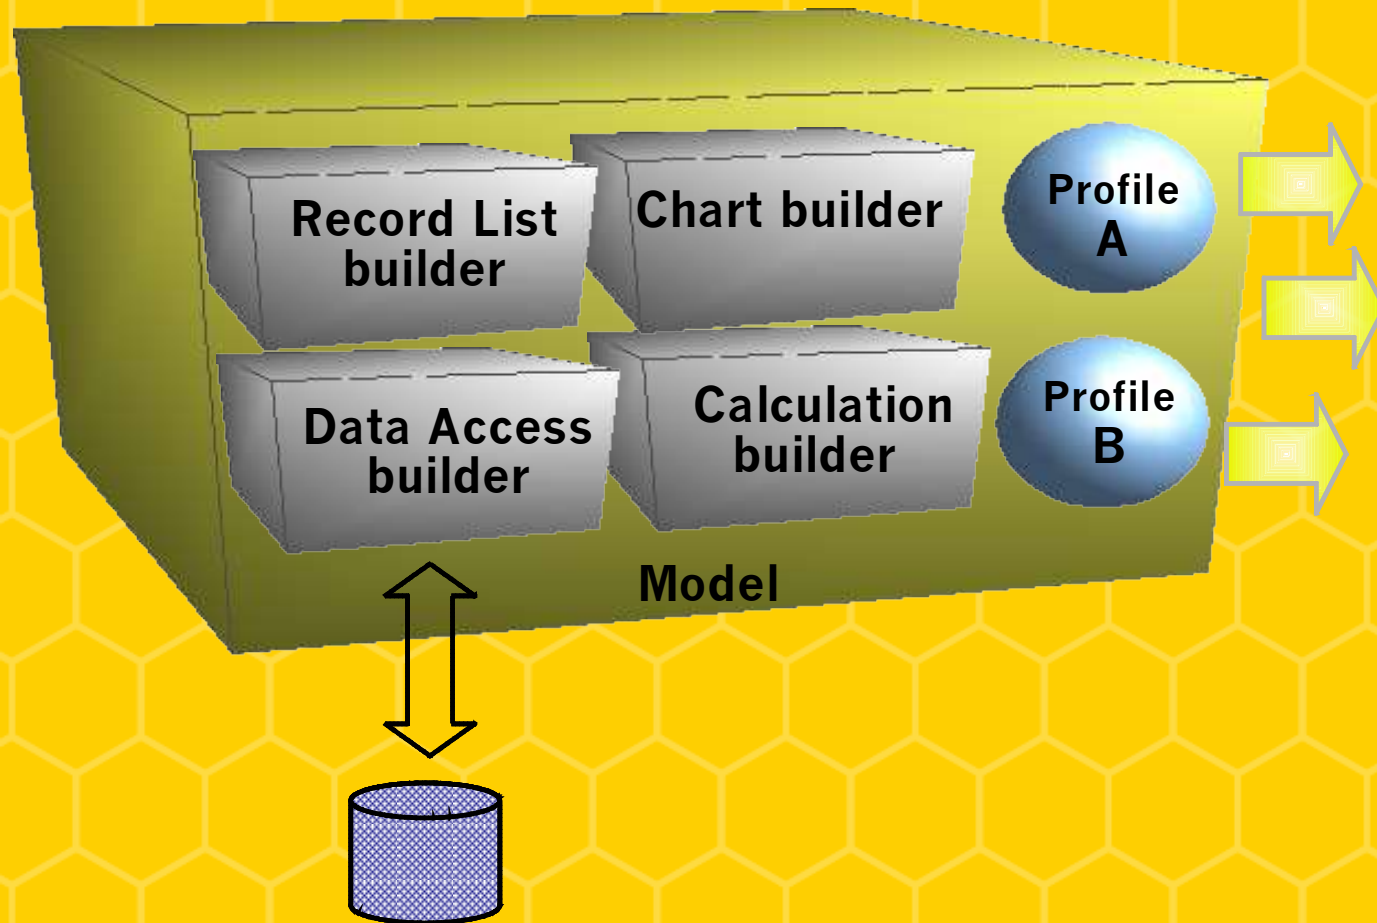 Record List
builder
Chart builder
Profile
A
Data Access
builder
Calculation
builder
Profile
B
Model